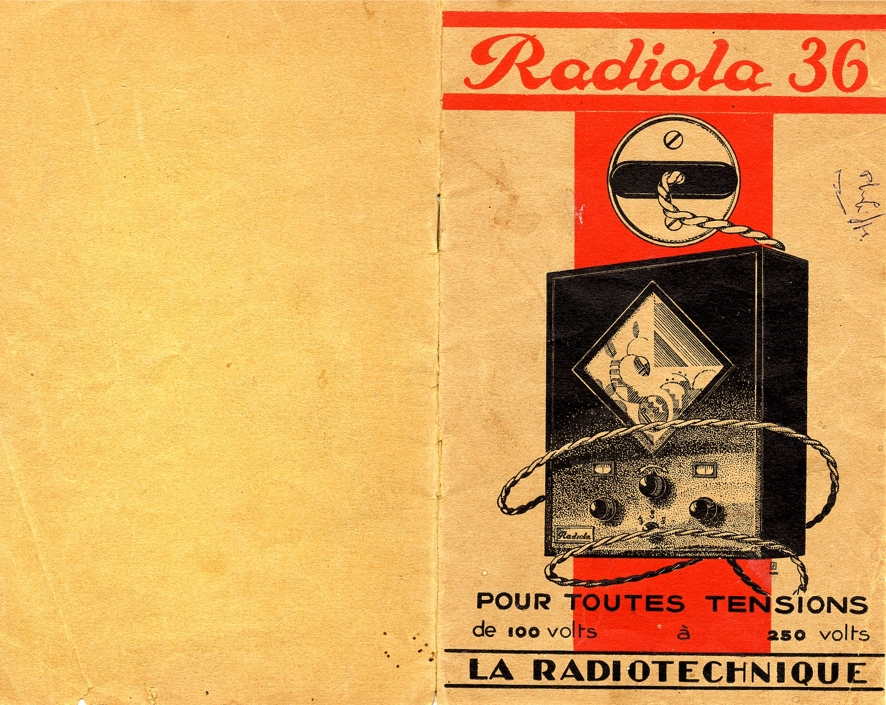 Radiola 36
Radiola
POUR TOUTES TENSIONS
de 100 volts à 250 volts
LA RADIOTECHNIQUE